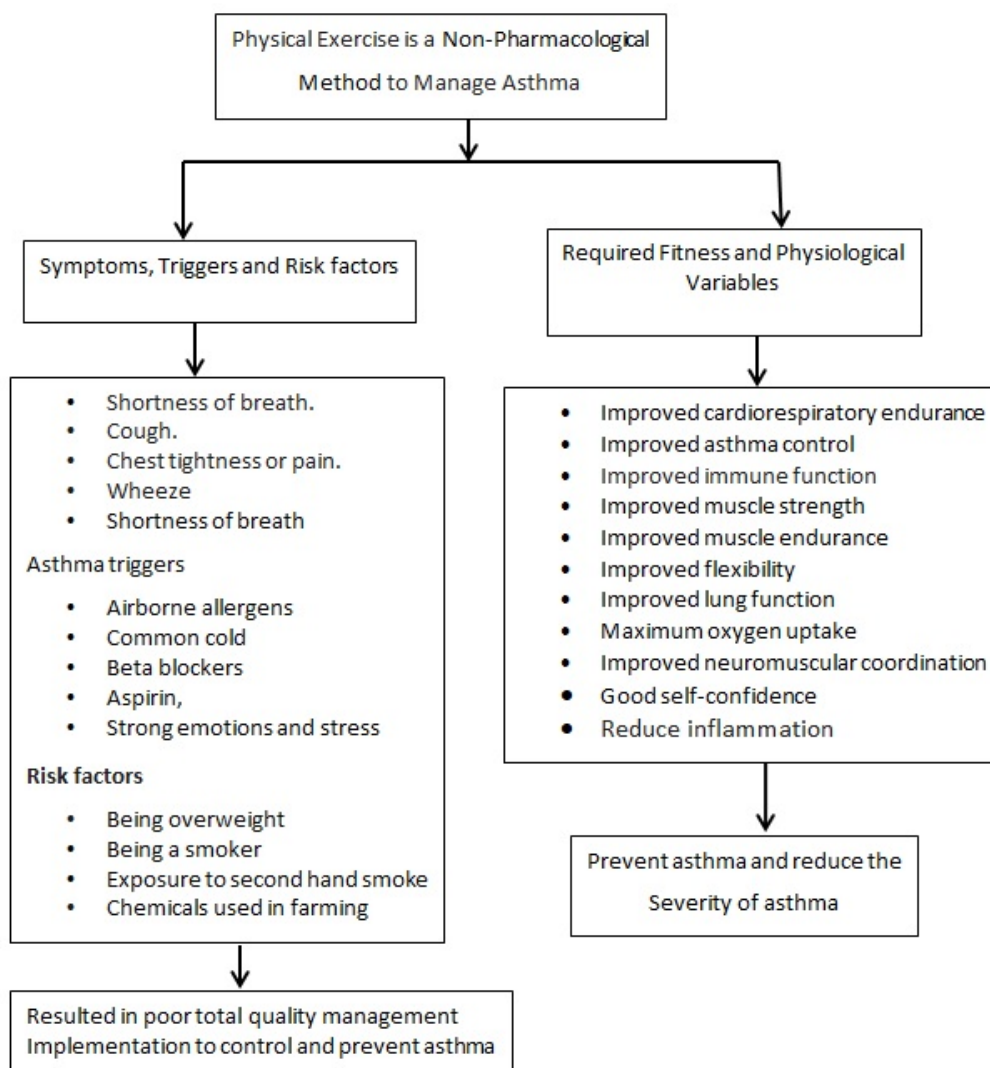 Physical Exercise is a Non-Pharmacological
Method to Manage Asthma
Symptoms, Triggers and Risk factors
• Shortness of breath.
• Cough.
• Chest tightness or pain.
• Wheeze
• Shortness of breath
Asthma triggers
• Airborne allergens
• Common cold
• Beta blockers
• Aspirin,
• Strong emotions and stress
Risk factors
• Being overweight
• Being a smoker
• Exposure to second hand smoke
• Chemicals used in farming
Resulted in poor total quality management
Implementation to control and prevent asthma
Required Fitness and Physiological
Variables
• Improved cardiorespiratory endurance
• Improved asthma control
• Improved immune function
• Improved muscle strength
• Improved muscle endurance
• Improved flexibility
• Improved lung function
• Maximum oxygen uptake
• Improved neuromuscular coordination
• Good self-confidence
• Reduce inflammation
Prevent asthma and reduce the
Severity of asthma